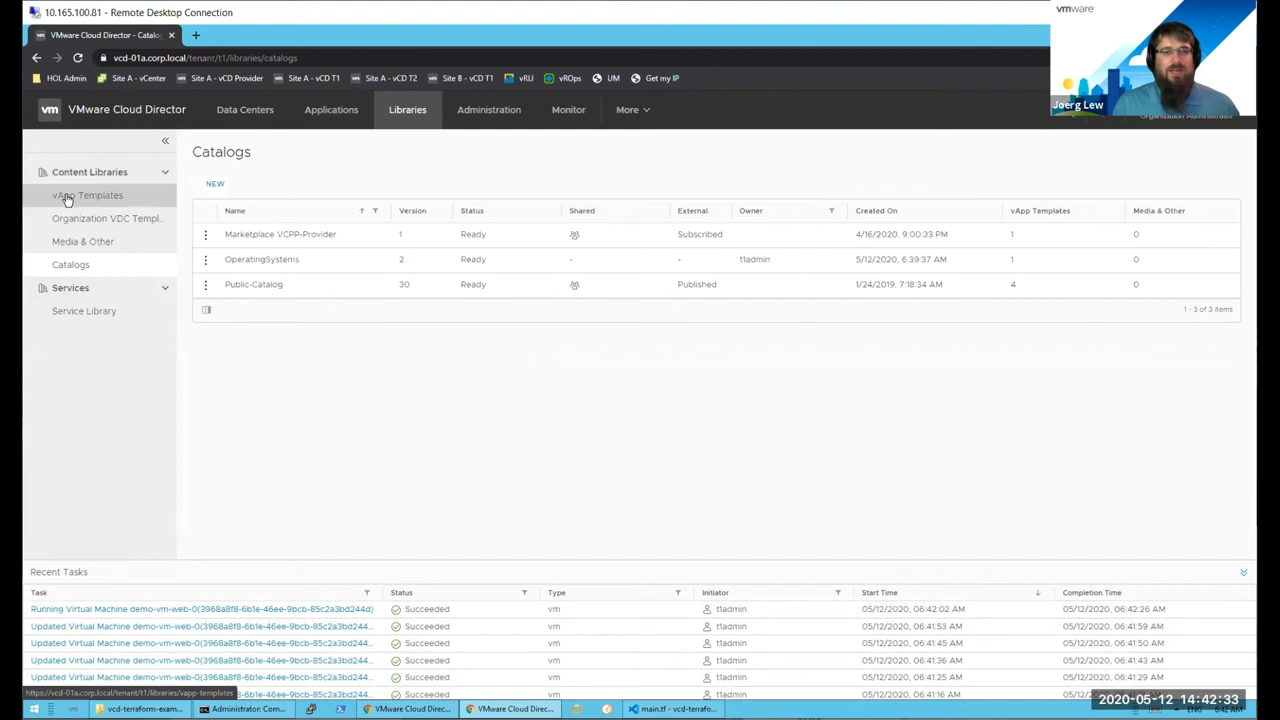 10.165.100.81 - Remote Desktop Connection
vmware
VMware Cloud Director - Catalo
vcd-01a.corp.local/tenant/t1/libraries/catalogs
HOL Admin Site A - vCenter Site A - vCD Provider Site A - vCD T1 Site A - vCD T2 Site B - vCD T1 vRLI vROps UM Get my IP
Joerg Lew
vm VMware Cloud Director Data Centers Applications Libraries Administration Monitor More
Organization Administrator
Content Libraries
vApp Templates
Organization VDC Templ...
Media & Other
Catalogs
Services
Service Library
Catalogs
NEW
Name Version Status Shared External Owner Created On vApp Templates Media & Other
Marketplace VCPP-Provider 1 Ready Subscribed 4/16/2020, 9:00:33 PM 1 0
OperatingSystems 2 Ready - - t1admin 5/12/2020, 6:39:37 AM 1 0
Public-Catalog 30 Ready Published 1/24/2019, 7:18:34 AM 4 0
1 - 3 of 3 items
Recent Tasks
Task Status Type Initiator Start Time Completion Time
Running Virtual Machine demo-vm-web-0(3968a8f8-6b1e-46ee-9bcb-85c2a3bd244d) Succeeded vm t1admin 05/12/2020, 06:42:02 AM 05/12/2020, 06:42:26 AM
Updated Virtual Machine demo-vm-web-0(3968a8f8-6b1e-46ee-9bcb-85c2a3bd244... Succeeded vm t1admin 05/12/2020, 06:41:53 AM 05/12/2020, 06:41:59 AM
Updated Virtual Machine demo-vm-web-0(3968a8f8-6b1e-46ee-9bcb-85c2a3bd244... Succeeded vm t1admin 05/12/2020, 06:41:45 AM 05/12/2020, 06:41:50 AM
Updated Virtual Machine demo-vm-web-0(3968a8f8-6b1e-46ee-9bcb-85c2a3bd244... Succeeded vm t1admin 05/12/2020, 06:41:36 AM 05/12/2020, 06:41:43 AM
Updated Virtual Machine demo-vm-web-0(3968a8f8-6b1e-46ee-9bcb-85c2a3bd244... Succeeded vm t1admin 05/12/2020, 06:41:25 AM 05/12/2020, 06:41:29 AM
Succeeded vm t1admin 05/12/2020, 06:41:16 AM
https://vcd-01a.corp.local/tenant/t1/libraries/vapp-templates
2020-05-12 14:42:33
vcd-terraform-exam... Administrator: Com... VMware Cloud Direc... VMware Cloud Direc... main.tf - vcd-terrafo...